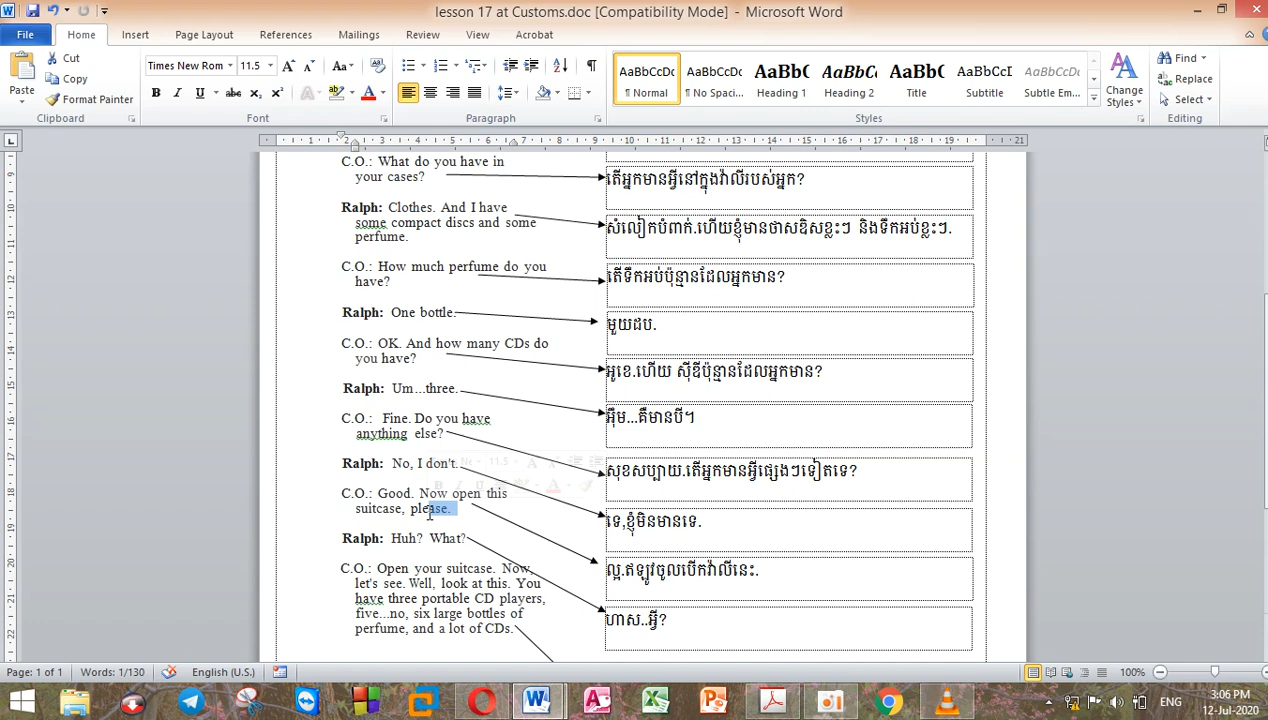 lesson 17 at Customs.doc [Compatibility Mode] - Microsoft Word
File Home Insert Page Layout References Mailings Review View Acrobat
Cut
Copy
Format Painter
Paste
Clipboard
Times New Rom 11.5
Font
Paragraph
AaBbCcDc AaBbCcDc AaBbC AaBbCc AaBbC AaBbCcD AaBbCcD
¶ Normal ¶ No Spaci... Heading 1 Heading 2 Title Subtitle Subtle Em...
Change Styles
Styles
Find
Replace
Select
Editing
C.O.: What do you have in
your cases?
តើអ្នកមានអ្វីនៅក្នុងវ៉ាលីរបស់អ្នក?
Ralph: Clothes. And I have
some compact discs and some
perfume.
សំលៀកបំពាក់.ហើយខ្ញុំមានថាសឌិសខ្លះៗ និងទឹកអប់ខ្លះៗ.
C.O.: How much perfume do you
have?
តើទឹកអប់ប៉ុន្មានដែលអ្នកមាន?
Ralph: One bottle.
មួយដប.
C.O.: OK. And how many CDs do
you have?
អូខេ.ហើយ ស៊ីឌីប៉ុន្មានដែលអ្នកមាន?
Ralph: Um...three.
អ៊ឹម...គឺមានបី។
C.O.: Fine. Do you have
anything else?
សុខសប្បាយ.តើអ្នកមានអ្វីផ្សេងៗទៀតទេ?
Ralph: No, I don't.
ទេ,ខ្ញុំមិនមានទេ.
C.O.: Good. Now open this
suitcase, please.
ល្អ.ឥឡូវចូលបើកវ៉ាលីនេះ.
Ralph: Huh? What?
ហាស..អ្វី?
C.O.: Open your suitcase. Now,
let's see. Well, look at this. You
have three portable CD players,
five...no, six large bottles of
perfume, and a lot of CDs.
Page: 1 of 1 Words: 1/130 English (U.S.) 100%
ENG
3:06 PM
12-Jul-2020